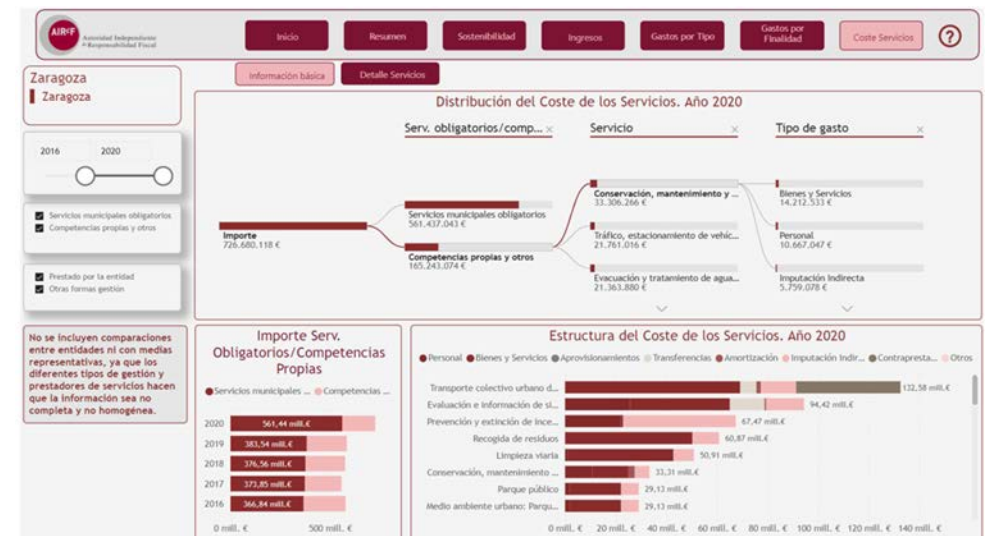 AIReF
Autoridad Independiente
de Responsabilidad Fiscal
Inicio
Resumen
Sostenibilidad
Ingresos
Gastos por Tipo
Gastos por
Finalidad
Coste Servicios
?
Zaragoza
Zaragoza
Información básica
Detalle Servicios
2016
2020
Servicios municipales obligatorios
Competencias propias y otros
Prestado por la entidad
Otras formas gestión
No se incluyen comparaciones
entre entidades ni con medias
representativas, ya que los
diferentes tipos de gestión y
prestadores de servicios hacen
que la información sea no
completa y no homogénea.
Distribución del Coste de los Servicios. Año 2020
Serv. obligatorios/comp... ×
Servicio ×
Tipo de gasto ×
Importe
726.680.118 €
Servicios municipales obligatorios
561.437.043 €
Competencias propias y otros
165.243.074 €
Conservación, mantenimiento y ...
33.306.266 €
Tráfico, estacionamiento de vehíc...
21.761.016 €
Evacuación y tratamiento de agua...
21.363.880 €
Bienes y Servicios
14.212.533 €
Personal
10.667.047 €
Imputación Indirecta
5.759.078 €
Importe Serv.
Obligatorios/Competencias
Propias
Servicios municipales ... Competencias ...
2020 561,44 mill.€
2019 383,54 mill.€
2018 376,56 mill.€
2017 373,85 mill.€
2016 366,84 mill.€
0 mill. € 500 mill. €
Estructura del Coste de los Servicios. Año 2020
Personal Bienes y Servicios Aprovisionamientos Transferencias Amortización Imputación Indir... Contrapresta... Otros
Transporte colectivo urbano d... 132,58 mill.€
Evaluación e información de si... 94,42 mill.€
Prevención y extinción de ince... 67,47 mill.€
Recogida de residuos 60,87 mill.€
Limpieza viaria 50,91 mill.€
Conservación, mantenimiento ... 33,31 mill.€
Parque público 29,13 mill.€
Medio ambiente urbano: Parqu... 29,13 mill.€
0 mill. € 20 mill. € 40 mill. € 60 mill. € 80 mill. € 100 mill. € 120 mill. € 140 mill. €